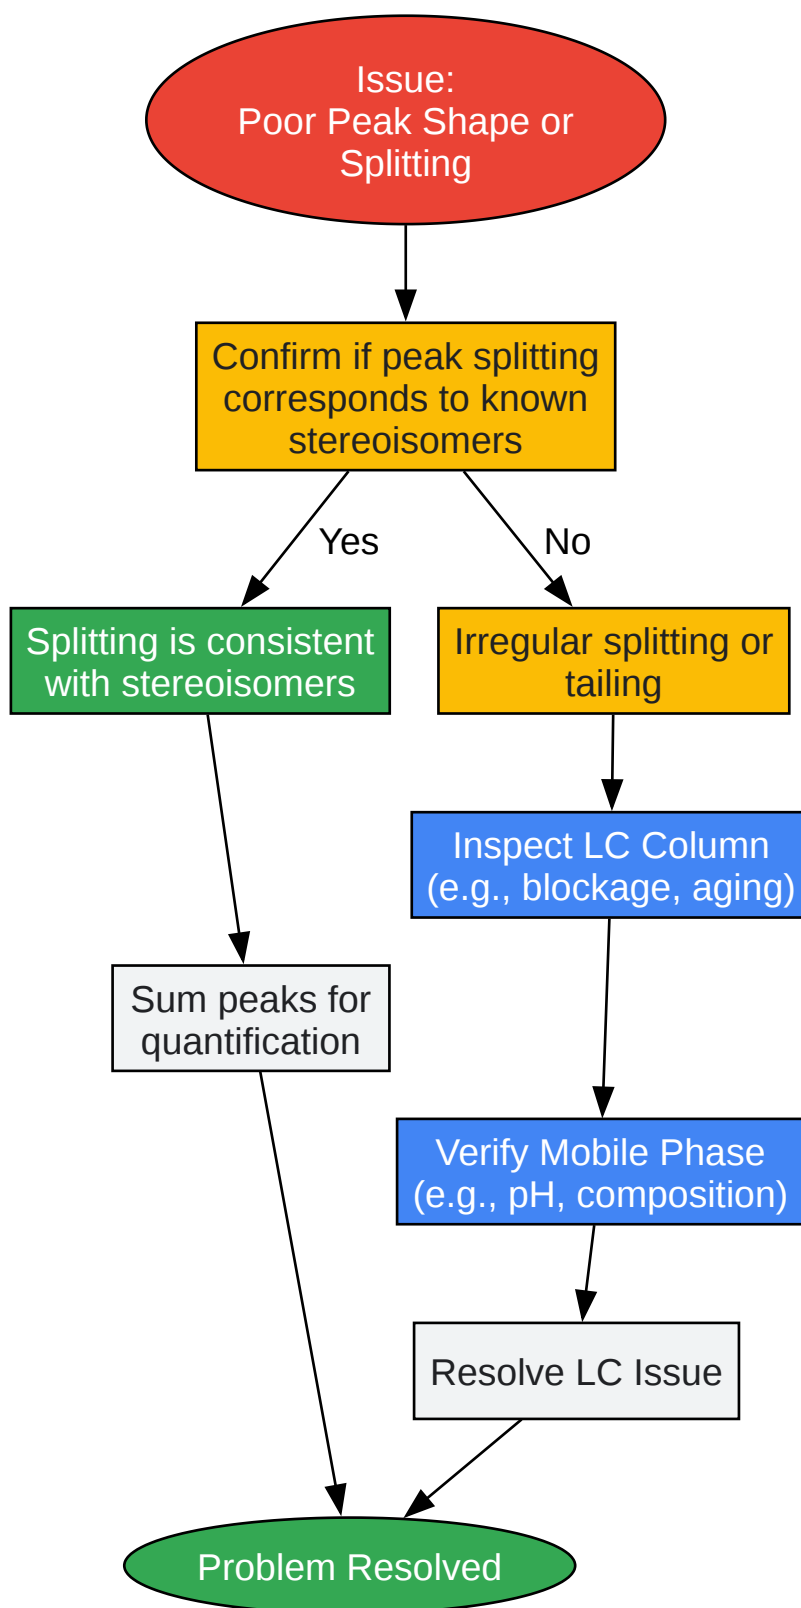 Issue:
Poor Peak Shape or
Splitting
Confirm if peak splitting
corresponds to known
stereoisomers
Yes
No
Splitting is consistent
with stereoisomers
Irregular splitting or
tailing
Inspect LC Column
(e.g., blockage, aging)
Sum peaks for
quantification
Verify Mobile Phase
(e.g., pH, composition)
Resolve LC Issue
Problem Resolved